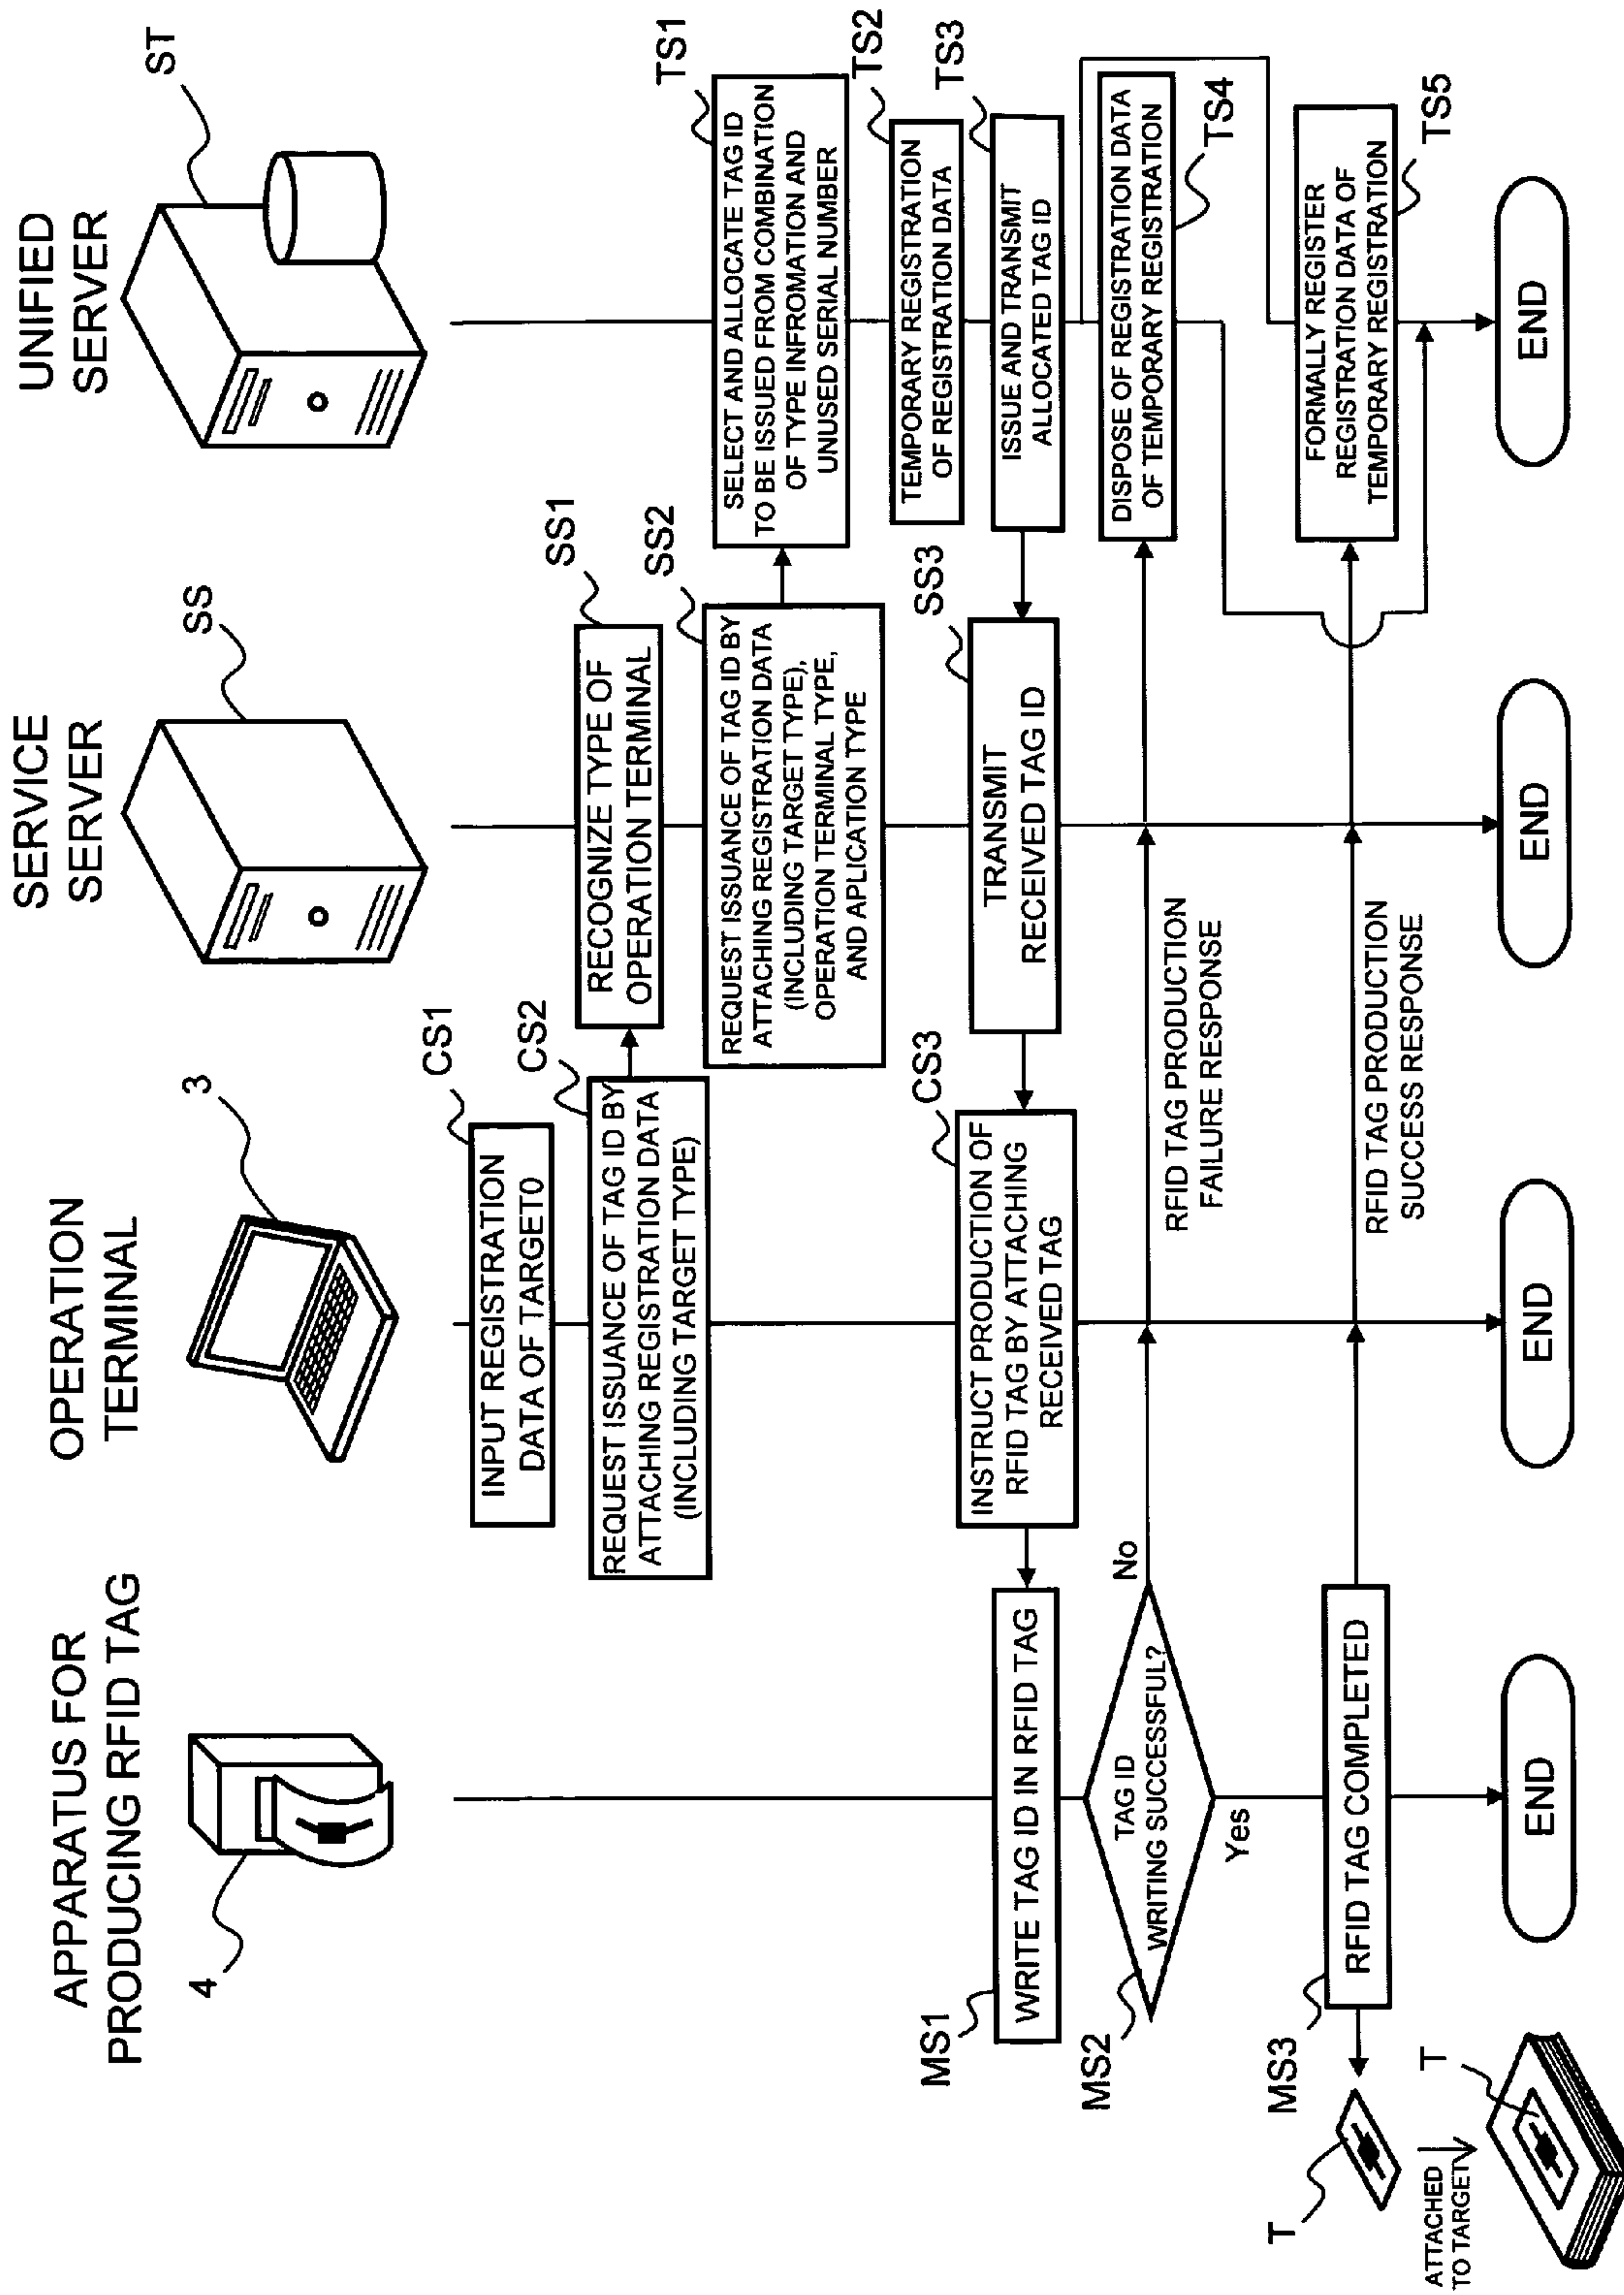 APPARATUS FOR
PRODUCING RFID TAG
OPERATION
TERMINAL
SERVICE
SERVER
UNIFIED
SERVER
4
3
SS
ST
CS1
INPUT REGISTRATION
DATA OF TARGET0
CS2
REQUEST ISSUANCE OF TAG ID BY
ATTACHING REGISTRATION DATA
(INCLUDING TARGET TYPE)
SS1
RECOGNIZE TYPE OF
OPERATION TERMINAL
SS2
REQUEST ISSUANCE OF TAG ID BY
ATTACHING REGISTRATION DATA
(INCLUDING TARGET TYPE),
OPERATION TERMINAL TYPE,
AND APLICATION TYPE
TS1
SELECT AND ALLOCATE TAG ID
TO BE ISSUED FROM COMBINATION
OF TYPE INFROMATION AND
UNUSED SERIAL NUMBER
TS2
TEMPORARY REGISTRATION
OF REGISTRATION DATA
TS3
ISSUE AND TRANSMIT
ALLOCATED TAG ID
SS3
TRANSMIT
RECEIVED TAG ID
CS3
INSTRUCT PRODUCTION OF
RFID TAG BY ATTACHING
RECEIVED TAG
MS1
WRITE TAG ID IN RFID TAG
MS2
TAG ID
WRITING SUCCESSFUL?
No
Yes
RFID TAG PRODUCTION
FAILURE RESPONSE
DISPOSE OF REGISTRATION DATA
OF TEMPORARY REGISTRATION
TS4
MS3
RFID TAG COMPLETED
RFID TAG PRODUCTION
SUCCESS RESPONSE
FORMALLY REGISTER
REGISTRATION DATA OF
TEMPORARY REGISTRATION
TS5
T
ATTACHED
TO TARGET
T
END
END
END
END